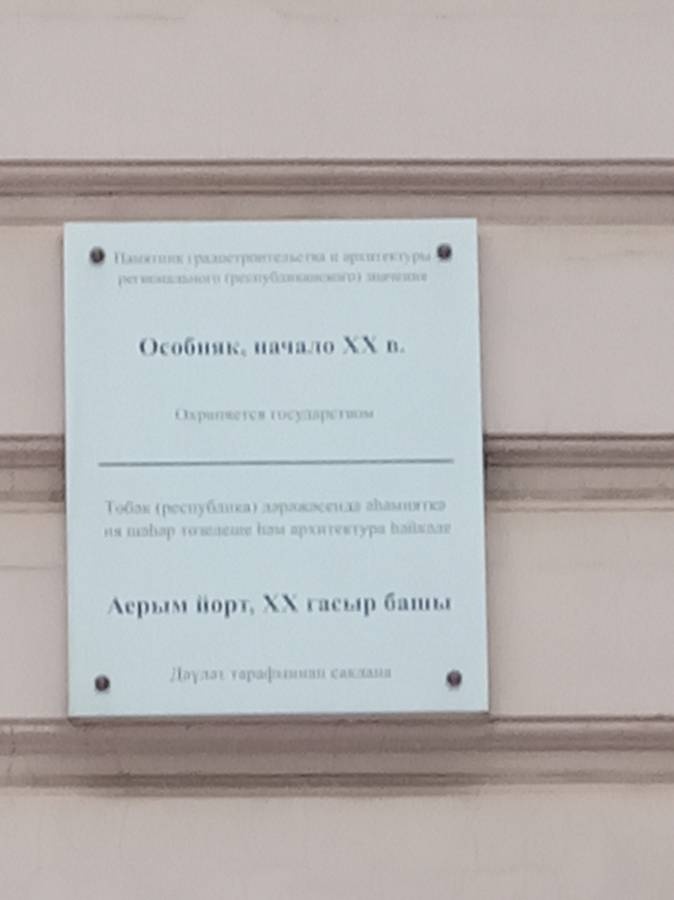 Памятник градостроительства и архитектуры
регионального (республиканского) значения
Особняк, начало XX в.
Охраняется государством
Төбәк (республика) дәрәжәсендә әһәмияткә
ия шәһәр төзелеше һәм архитектура һәйкәле
Аерым йорт, XX гасыр башы
Дәүләт тарафыннан саклана